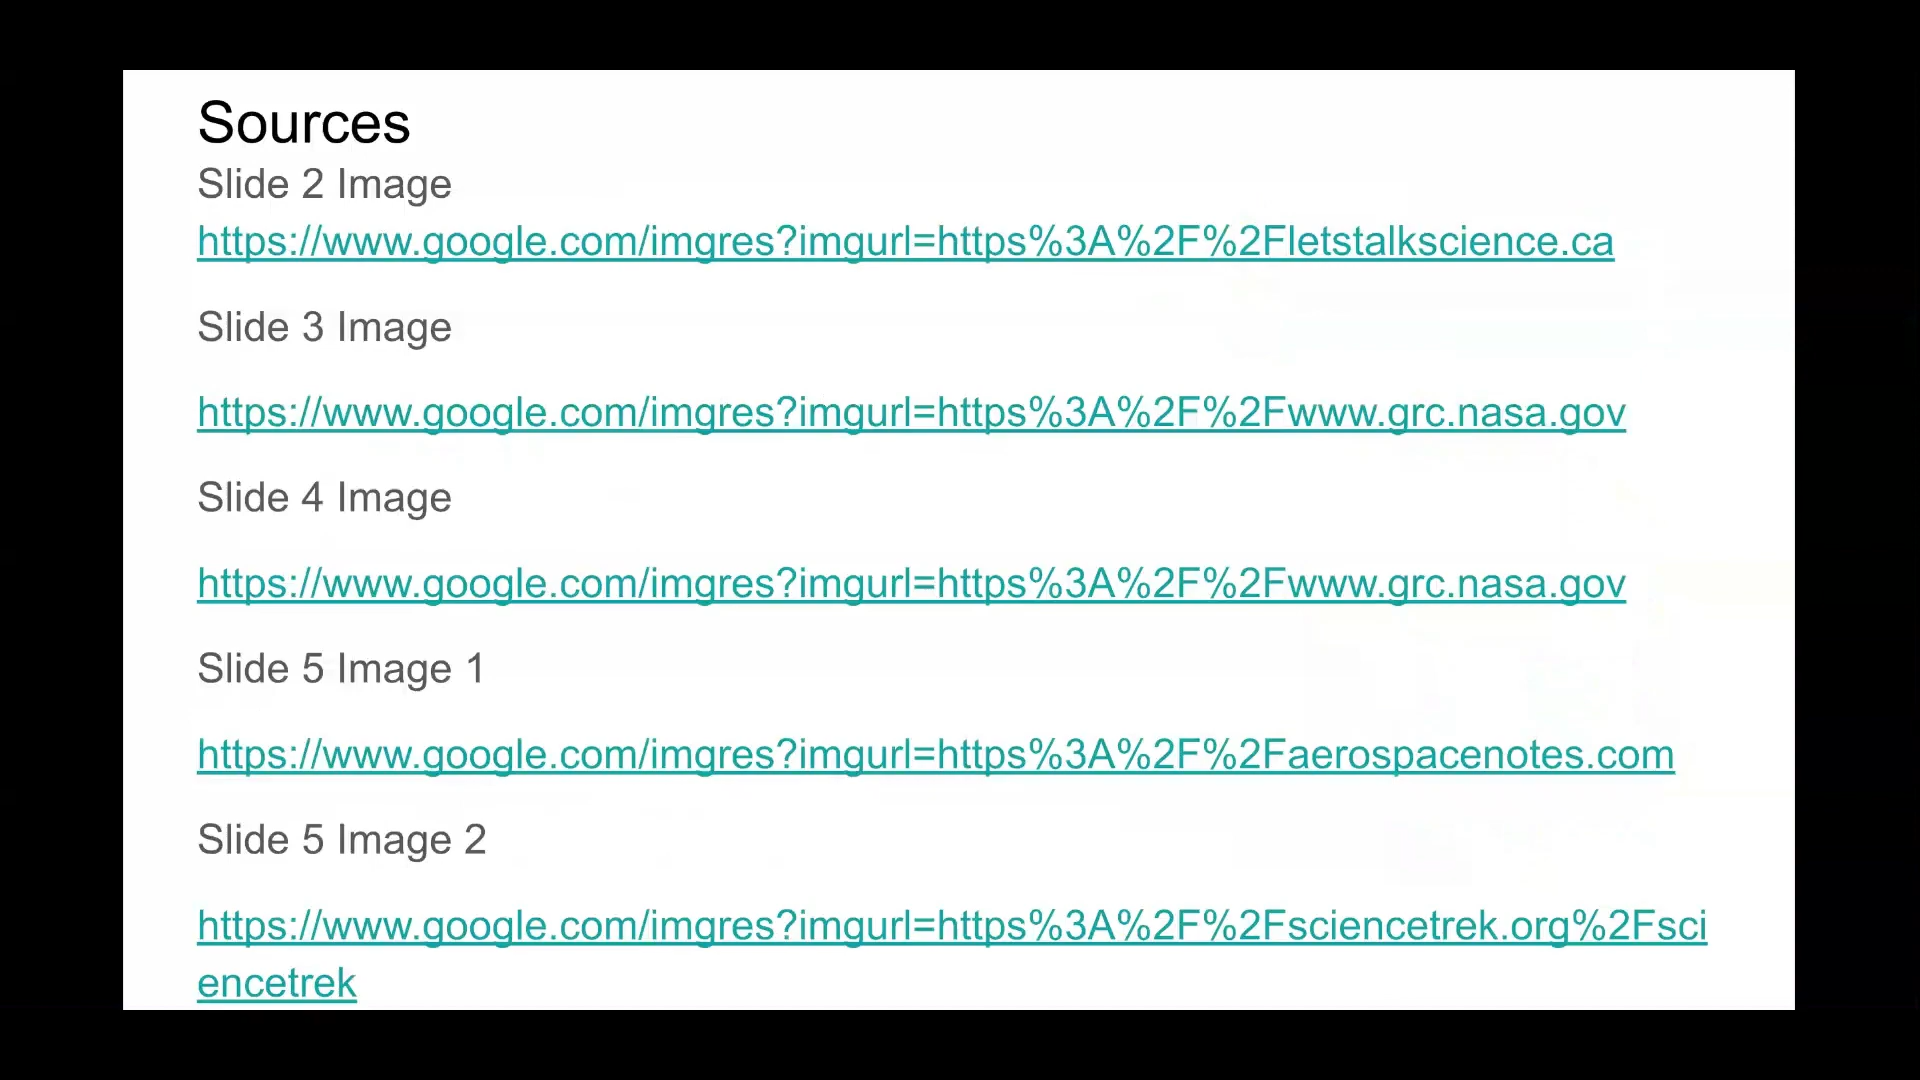 Sources
Slide 2 Image
https://www.google.com/imgres?imgurl=https%3A%2F%2Fletstalkscience.ca
Slide 3 Image
https://www.google.com/imgres?imgurl=https%3A%2F%2Fwww.grc.nasa.gov
Slide 4 Image
https://www.google.com/imgres?imgurl=https%3A%2F%2Fwww.grc.nasa.gov
Slide 5 Image 1
https://www.google.com/imgres?imgurl=https%3A%2F%2Faerospacenotes.com
Slide 5 Image 2
https://www.google.com/imgres?imgurl=https%3A%2F%2Fsciencetrek.org%2Fsci
encetrek